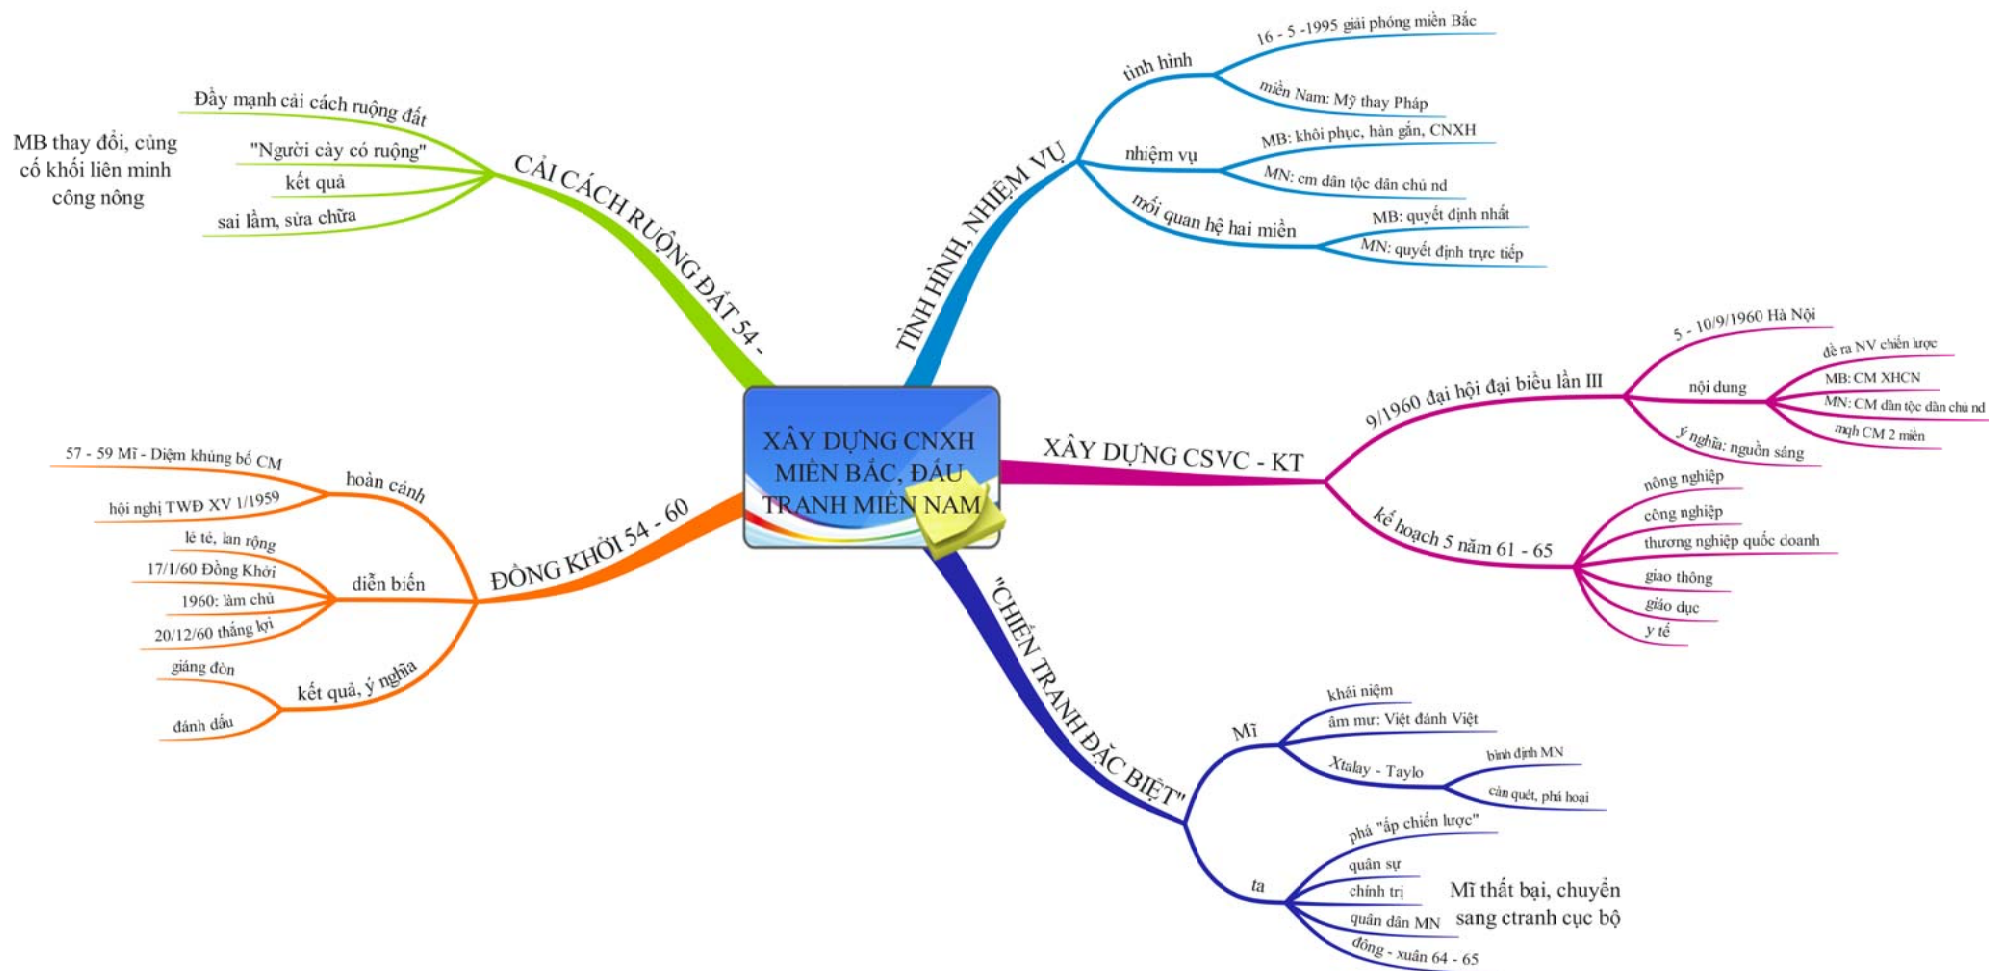 XÂY DỰNG CNXH
MIỀN BẮC, ĐẤU
TRANH MIỀN NAM
TÌNH HÌNH, NHIỆM VỤ
tình hình
16 - 5 -1995 giải phóng miền Bắc
miền Nam: Mỹ thay Pháp
nhiệm vụ
MB: khôi phục, hàn gắn, CNXH
MN: cm dân tộc dân chủ nd
mối quan hệ hai miền
MB: quyết định nhất
MN: quyết định trực tiếp
XÂY DỰNG CSVC - KT
9/1960 đại hội đại biểu lần III
5 - 10/9/1960 Hà Nội
nội dung
đề ra NV chiến lược
MB: CM XHCN
MN: CM dân tộc dân chủ nd
mqh CM 2 miền
ý nghĩa: nguồn sáng
kế hoạch 5 năm 61 - 65
nông nghiệp
công nghiệp
thương nghiệp quốc doanh
giao thông
giáo dục
y tế
"CHIẾN TRANH ĐẶC BIỆT"
Mĩ
khái niệm
âm mư: Việt đánh Việt
Xtalay - Taylo
bình định MN
càn quét, phá hoại
ta
phá "ấp chiến lược"
quân sự
chính trị
quân dân MN
đông - xuân 64 - 65
Mĩ thất bại, chuyển
sang ctranh cục bộ
ĐỒNG KHỞI 54 - 60
hoàn cảnh
57 - 59 Mĩ - Diệm khủng bố CM
hội nghị TWĐ XV 1/1959
diễn biến
lẻ tẻ, lan rộng
17/1/60 Đồng Khởi
1960: làm chủ
20/12/60 thắng lợi
kết quả, ý nghĩa
giáng đòn
đánh dấu
CẢI CÁCH RUỘNG ĐẤT 54 -
Đẩy mạnh cải cách ruộng đất
"Người cày có ruộng"
kết quả
sai lầm, sửa chữa
MB thay đổi, củng
cố khối liên minh
công nông